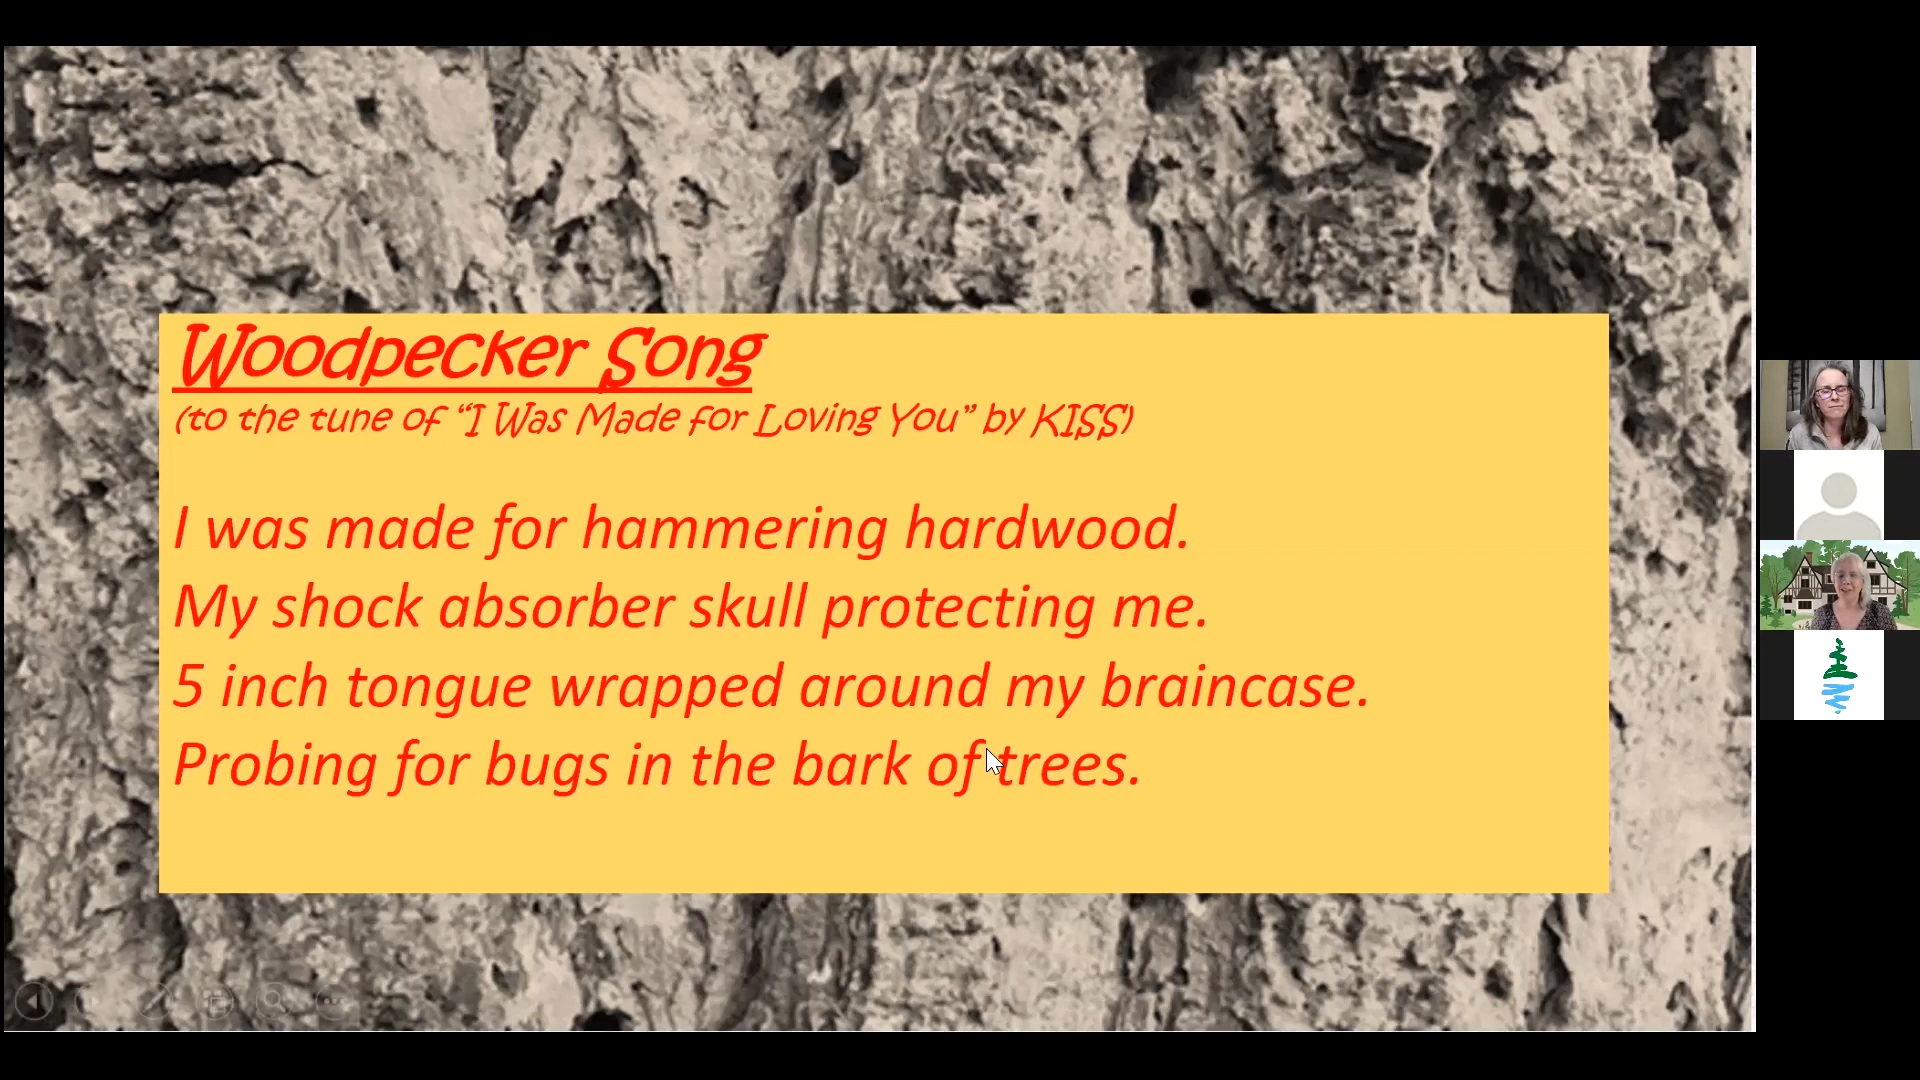 Woodpecker Song
(to the tune of “I Was Made for Loving You” by KISS)
I was made for hammering hardwood.
My shock absorber skull protecting me.
5 inch tongue wrapped around my braincase.
Probing for bugs in the bark of trees.